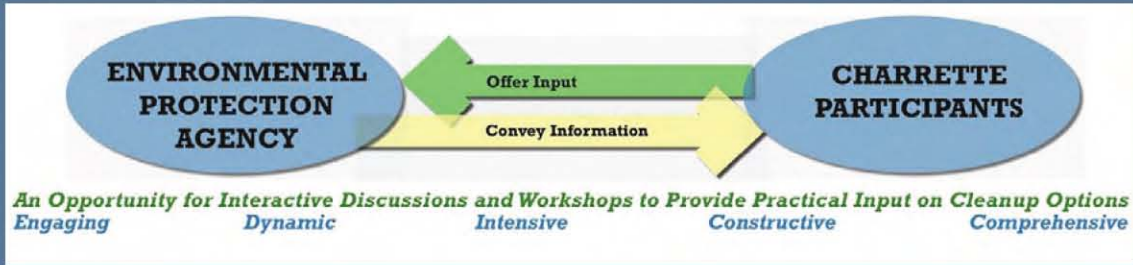 ENVIRONMENTAL
PROTECTION
AGENCY
Offer Input
Convey Information
CHARRETTE
PARTICIPANTS
An Opportunity for Interactive Discussions and Workshops to Provide Practical Input on Cleanup Options
Engaging Dynamic Intensive Constructive Comprehensive